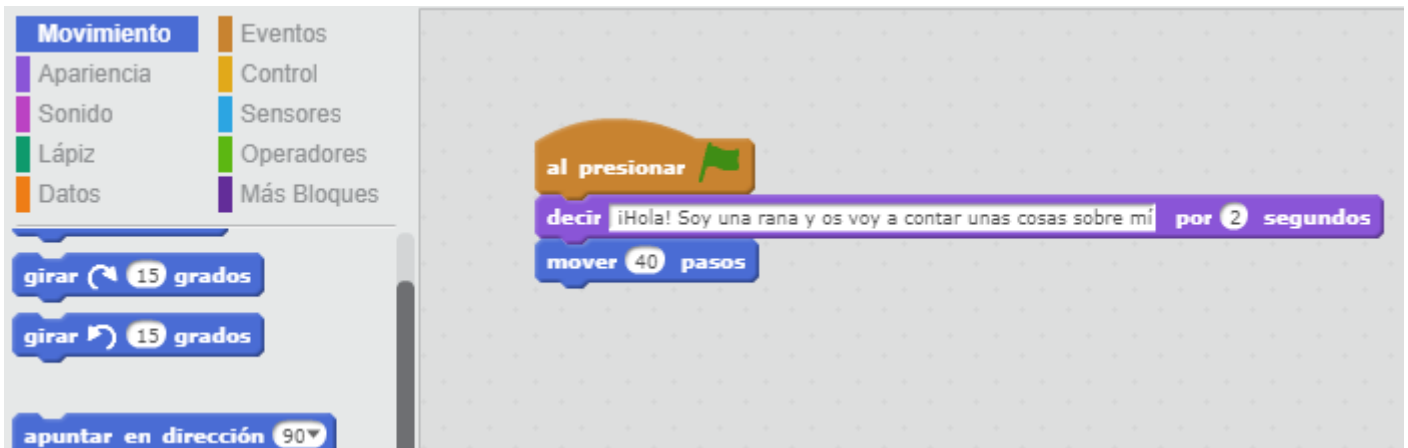 Movimiento
Eventos
Apariencia
Control
Sonido
Sensores
Lápiz
Operadores
Datos
Más Bloques
girar 15 grados
girar 15 grados
apuntar en dirección 90
al presionar
decir ¡Hola! Soy una rana y os voy a contar unas cosas sobre mí por 2 segundos
mover 40 pasos